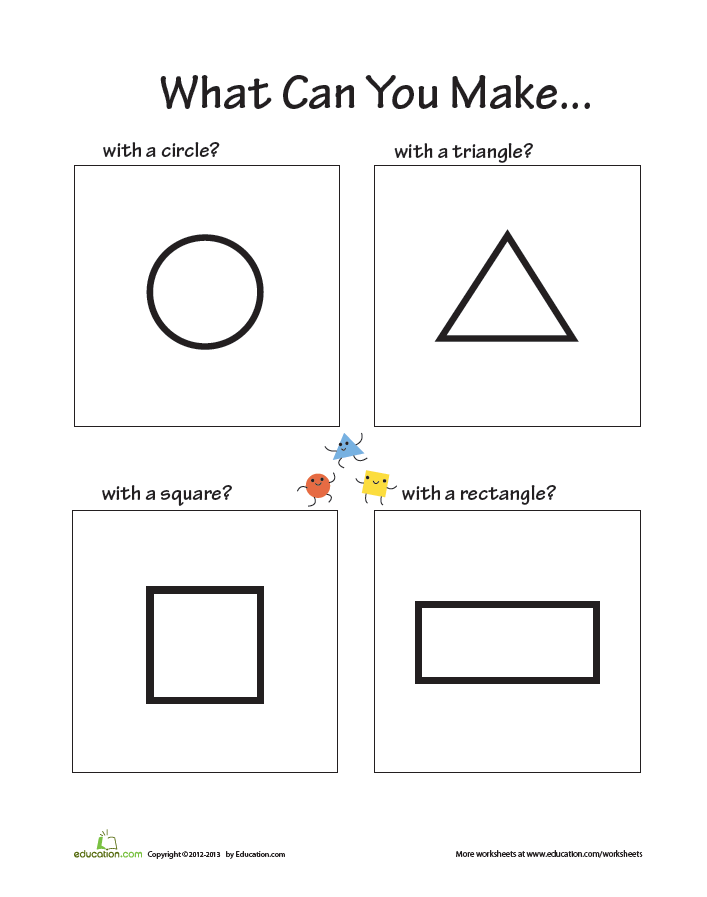 What Can You Make...
with a circle?
with a triangle?
with a square?
with a rectangle?
education.com Copyright ©2012-2013 by Education.com
More worksheets at www.education.com/worksheets